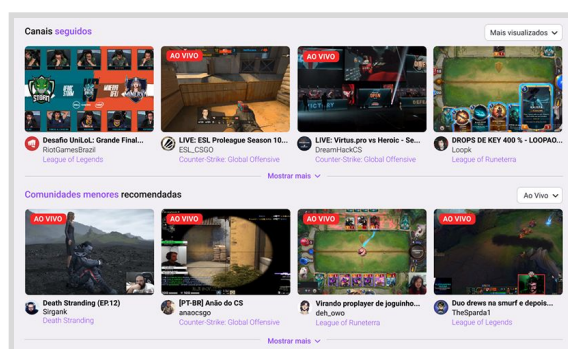 Canais seguidos
Mais visualizados
AO VIVO
AO VIVO
STORM
VICTORY
Desafio UniLoL: Grande Final...
RiotGamesBrazil
League of Legends
LIVE: ESL Proleague Season 10...
ESL_CSGO
Counter-Strike: Global Offensive
LIVE: Virtus.pro vs Heroic - Se...
DreamHackCS
Counter-Strike: Global Offensive
DROPS DE KEY 400 % - LOOPAO...
Loopk
League of Runeterra
Mostrar mais
Comunidades menores recomendadas
Ao Vivo
AO VIVO
AO VIVO
AO VIVO
AO VIVO
Death Stranding (EP.12)
Sirgank
Death Stranding
[PT-BR] Anão do CS
anaocsgo
Counter-Strike: Global Offensive
Virando proplayer de joguinho...
deh_owo
League of Runeterra
Duo drews na smurf e depois...
TheSparda1
League of Legends
Mostrar mais